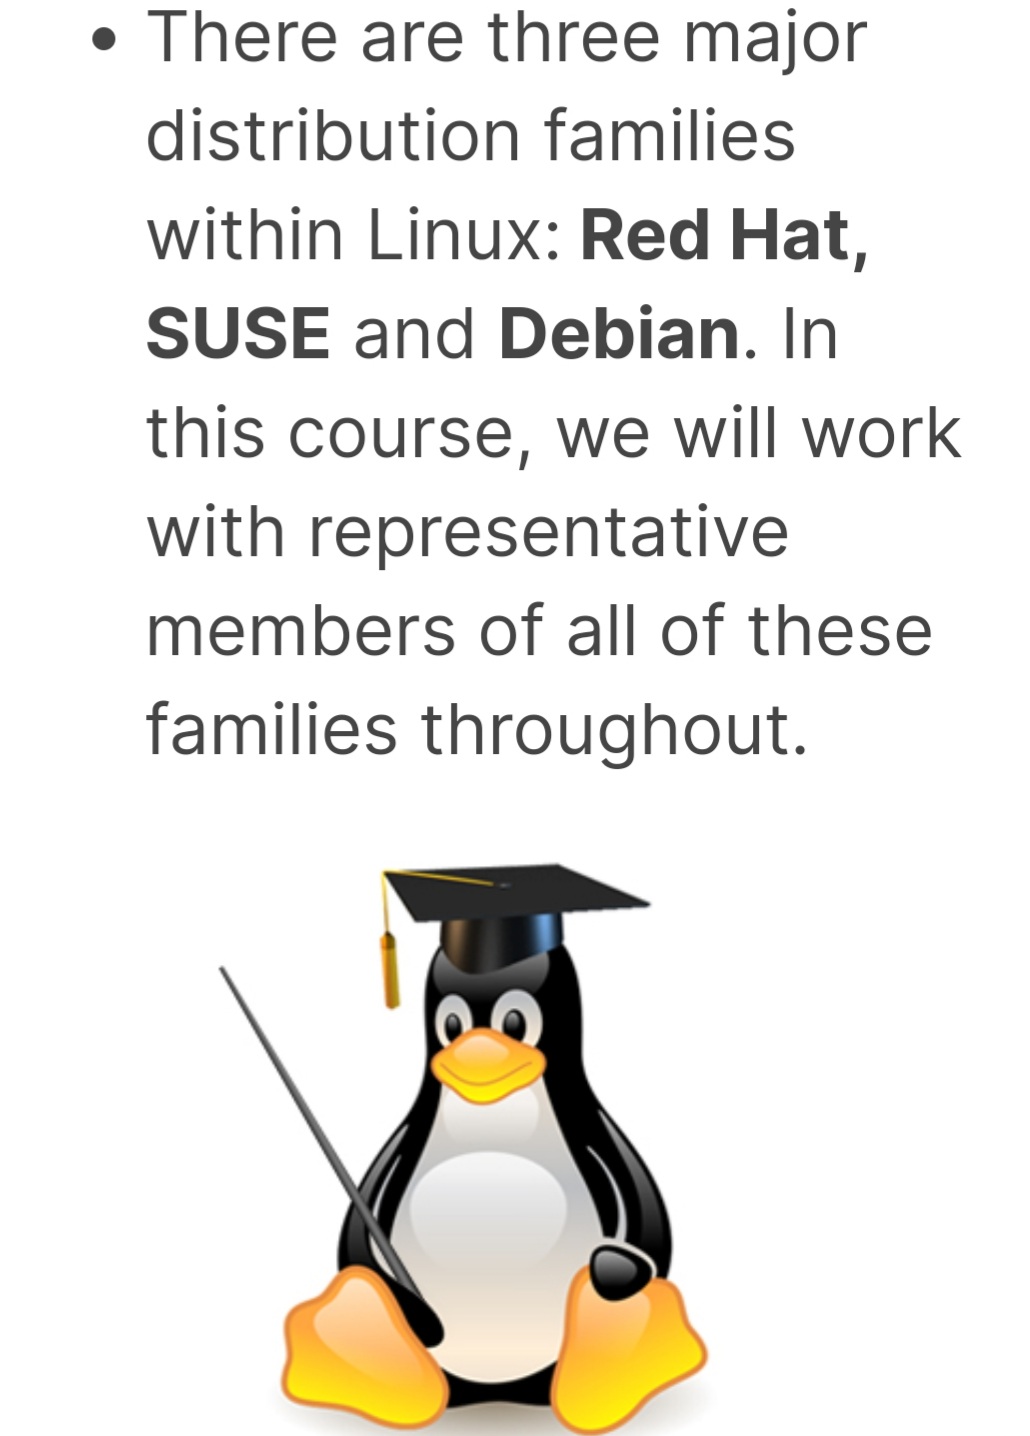 • There are three major
distribution families
within Linux: Red Hat,
SUSE and Debian. In
this course, we will work
with representative
members of all of these
families throughout.